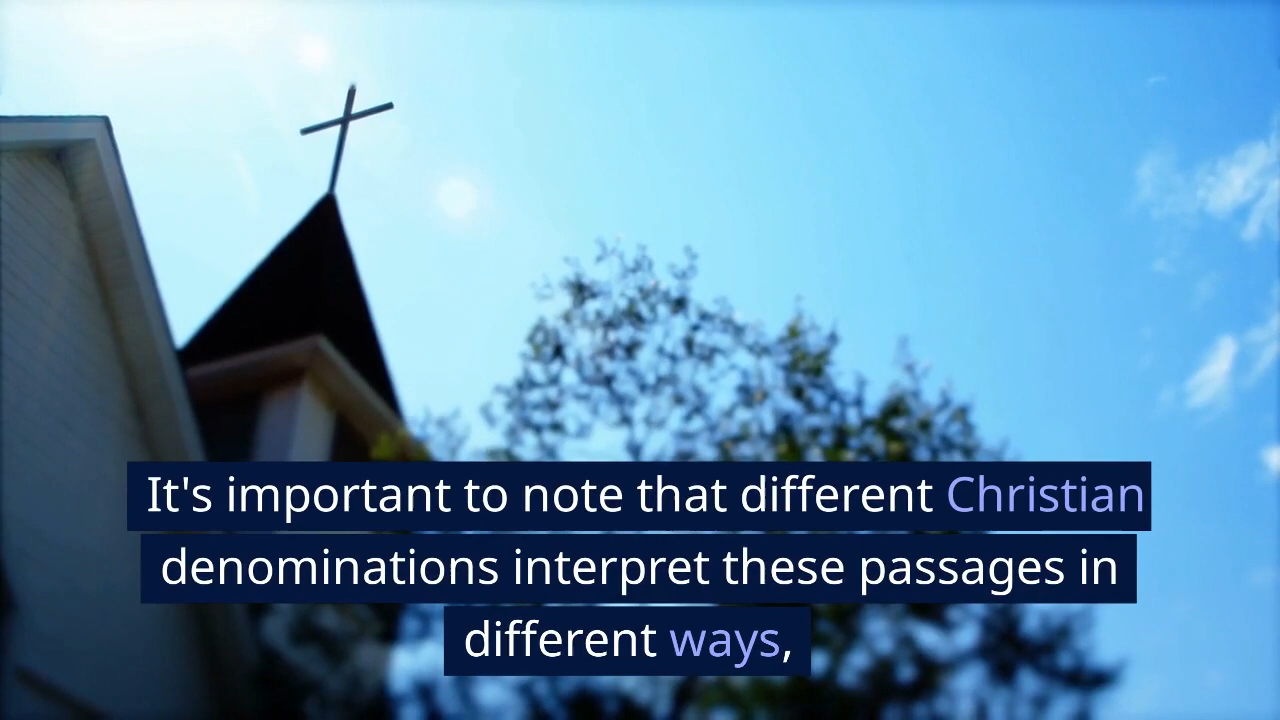 It's important to note that different Christian
denominations interpret these passages in
different ways,